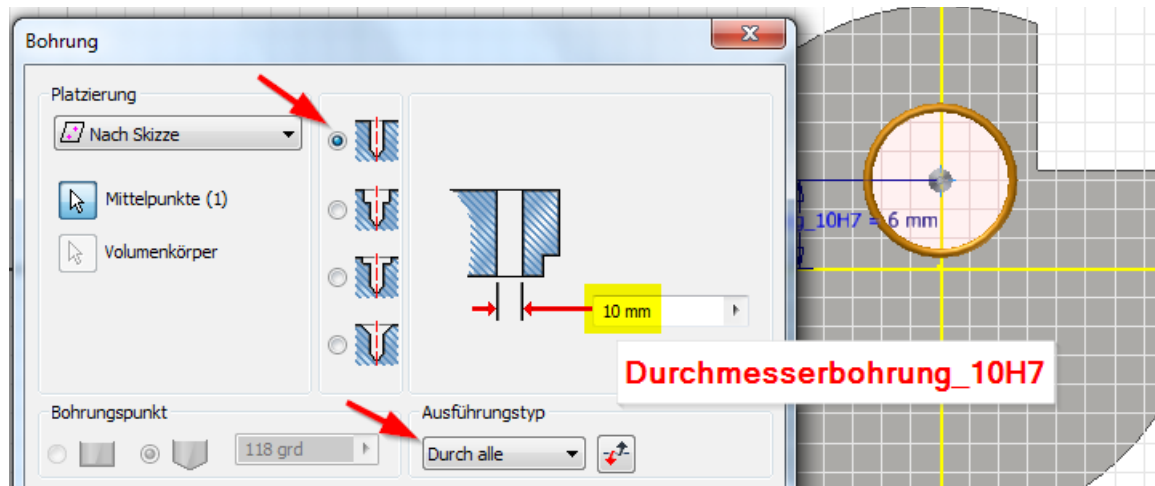 Bohrung
Platzierung
Nach Skizze
Mittelpunkte (1)
Volumenkörper
10 mm
Durchmesserbohrung_10H7
_10H7 = 6 mm
Bohrungspunkt
118 grd
Ausführungstyp
Durch alle